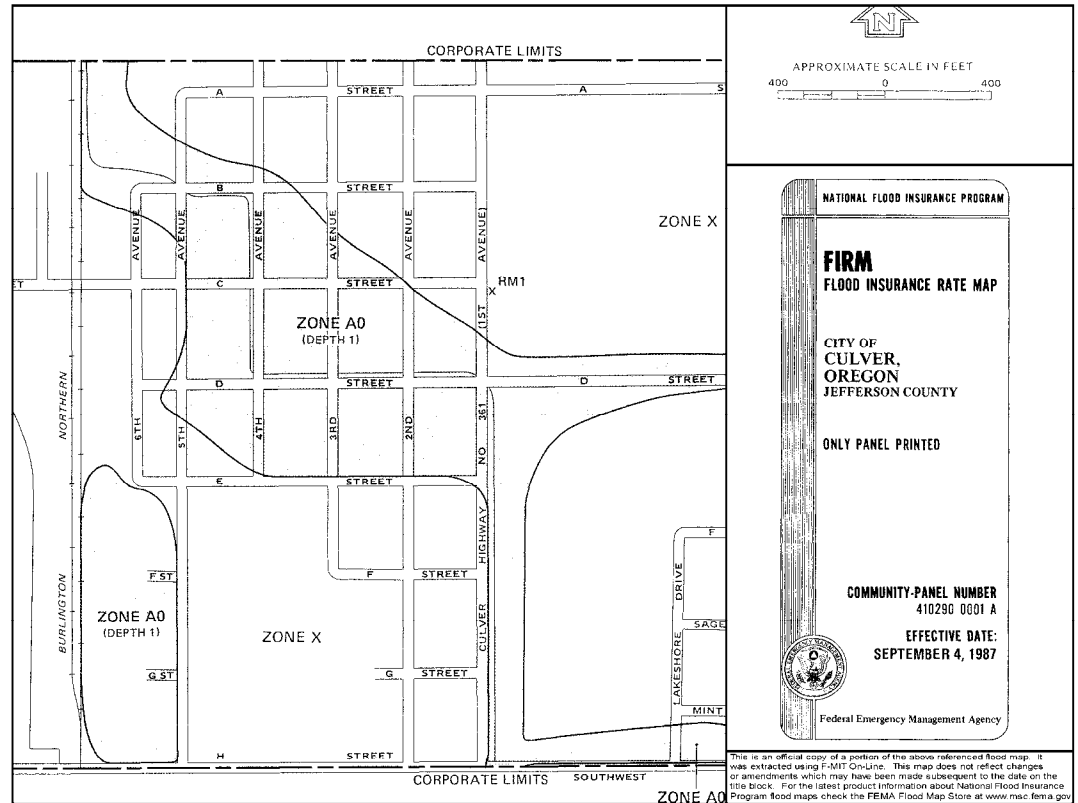 CORPORATE LIMITS
N
APPROXIMATE SCALE IN FEET
400 0 400
A STREET A S
B STREET
AVENUE AVENUE AVENUE AVENUE AVENUE AVENUE)
ZONE X
NATIONAL FLOOD INSURANCE PROGRAM
FIRM
FLOOD INSURANCE RATE MAP
ET C STREET
RM1
X
(1ST
ZONE A0
(DEPTH 1)
CITY OF
CULVER,
OREGON
JEFFERSON COUNTY
D STREET D STREET
NORTHERN
6TH 5TH 4TH 3RD 2ND NO 361
ONLY PANEL PRINTED
E STREET
HIGHWAY
F
F ST
F STREET
DRIVE
BURLINGTON
ZONE A0
(DEPTH 1)
ZONE X
CULVER
SAGE
LAKESHORE
G ST
G STREET
MINT
COMMUNITY-PANEL NUMBER
410290 0001 A
EFFECTIVE DATE:
SEPTEMBER 4, 1987
Federal Emergency Management Agency
H STREET
CORPORATE LIMITS
SOUTHWEST
ZONE A0
This is an official copy of a portion of the above referenced flood map. It
was extracted using F-MIT On-Line. This map does not reflect changes
or amendments which may have been made subsequent to the date on the
title block. For the latest product information about National Flood Insurance
Program flood maps check the FEMA Flood Map Store at www.msc.fema.gov